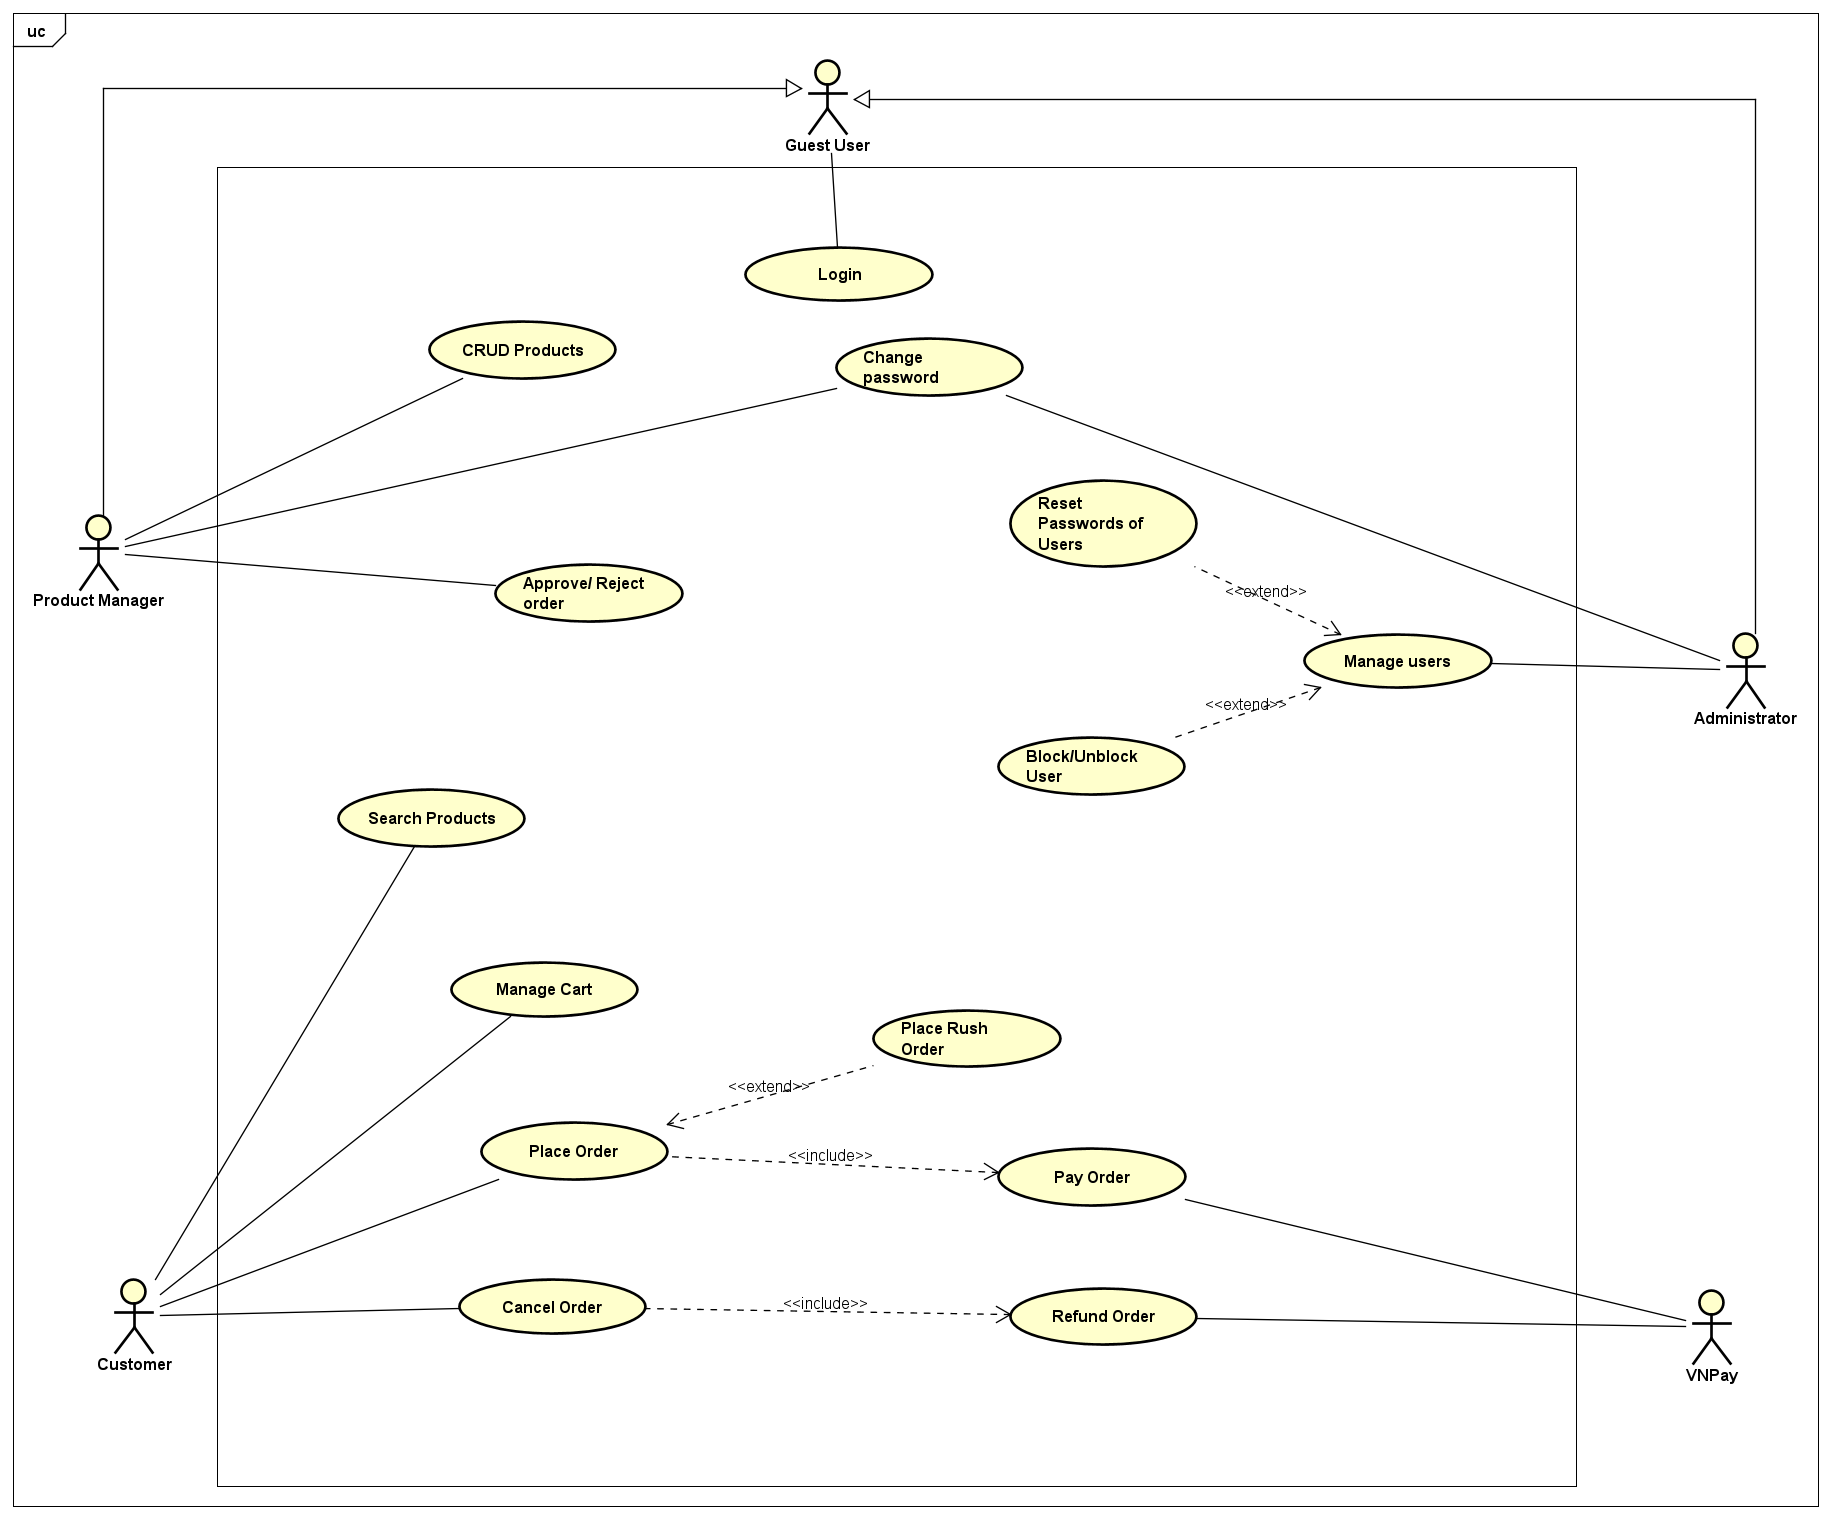 uc
Guest User
Login
CRUD Products
Change
password
Reset
Passwords of
Users
Product Manager
Approve/ Reject
order
<<extend>>
Manage users
Administrator
<<extend>>
Block/Unblock
User
Search Products
Manage Cart
Place Rush
Order
<<extend>>
Place Order
<<include>>
Pay Order
Cancel Order
<<include>>
Refund Order
Customer
VNPay